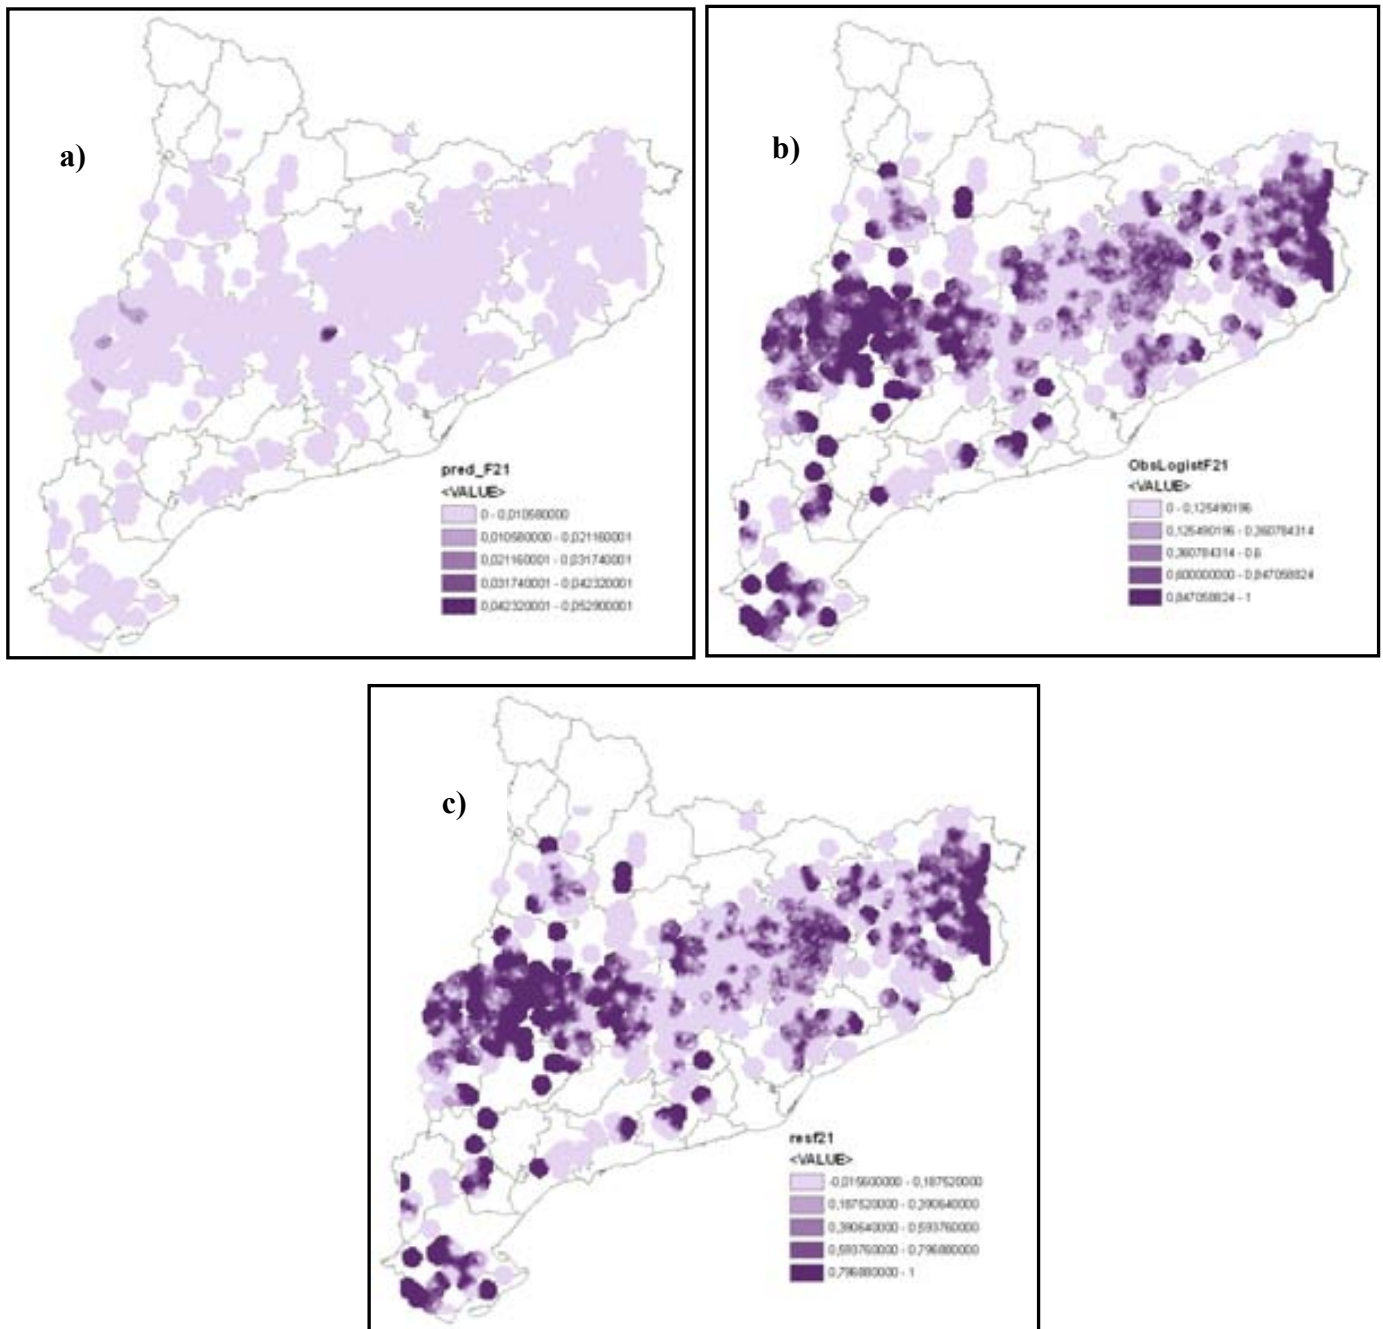 a)
pred_F21
<VALUE>
0 - 0,010580000
0,010580000 - 0,021160001
0,021160001 - 0,031740001
0,031740001 - 0,042320001
0,042320001 - 0,052900001
b)
ObsLogistF21
<VALUE>
0 - 0,125490196
0,125490196 - 0,360784314
0,360784314 - 0,6
0,600000000 - 0,847058824
0,847058824 - 1
c)
resf21
<VALUE>
-0,015600000 - 0,187520000
0,187520000 - 0,390640000
0,390640000 - 0,593760000
0,593760000 - 0,796880000
0,796880000 - 1